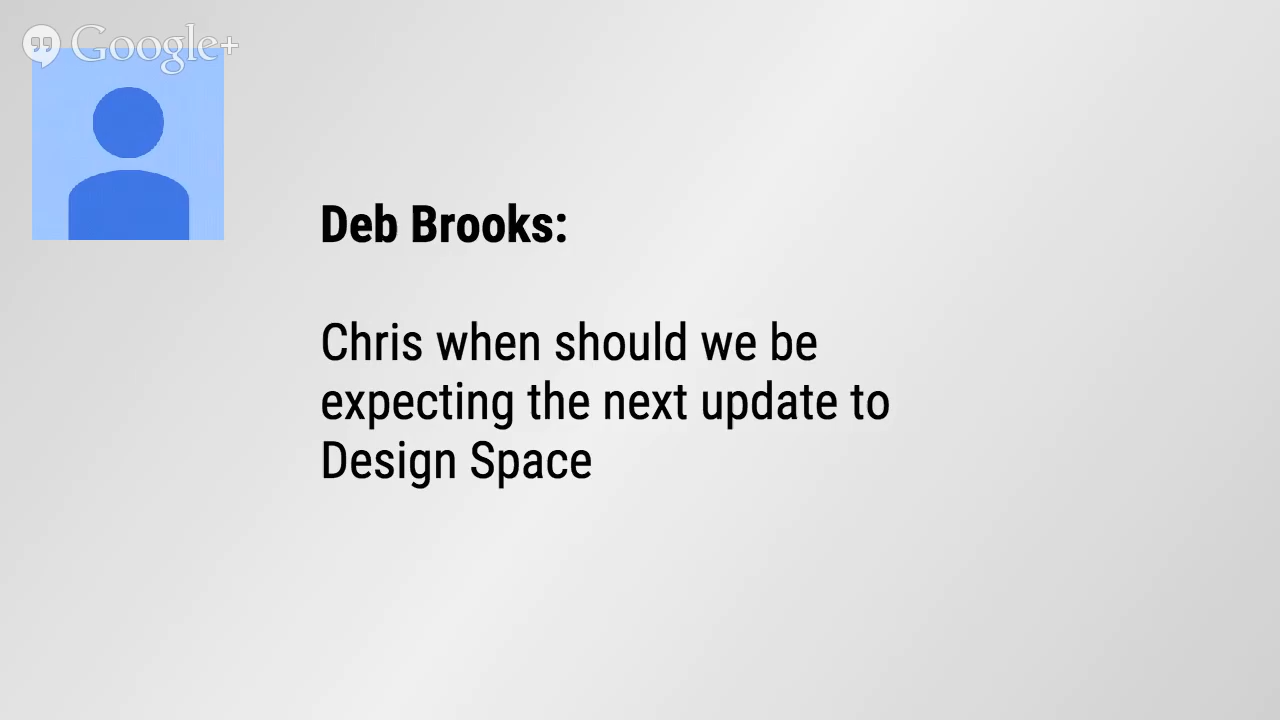 Google+
Deb Brooks:
Chris when should we be
expecting the next update to
Design Space